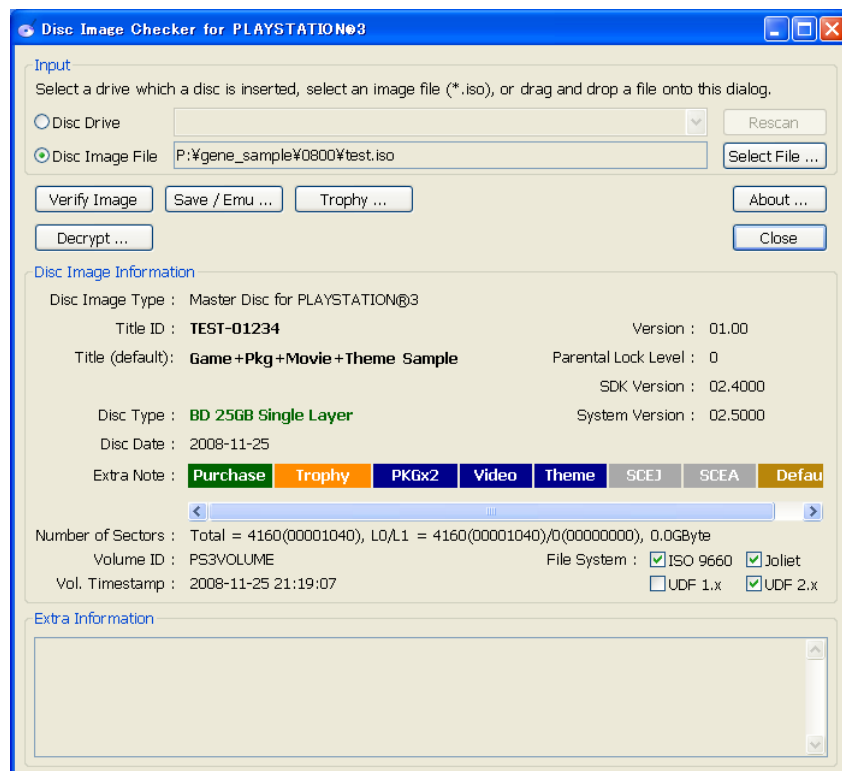 Disc Image Checker for PLAYSTATION®3
Input
Select a drive which a disc is inserted, select an image file (*.iso), or drag and drop a file onto this dialog.
Disc Drive Rescan
Disc Image File P:¥gene_sample¥0800¥test.iso Select File ...
Verify Image Save / Emu ... Trophy ... About ...
Decrypt ... Close
Disc Image Information
Disc Image Type : Master Disc for PLAYSTATION®3
Title ID : TEST-01234 Version : 01.00
Title (default): Game+Pkg+Movie+Theme Sample Parental Lock Level : 0
SDK Version : 02.4000
Disc Type : BD 25GB Single Layer System Version : 02.5000
Disc Date : 2008-11-25
Extra Note : Purchase Trophy PKGx2 Video Theme SCEJ SCEA Defau
Number of Sectors : Total = 4160(00001040), L0/L1 = 4160(00001040)/0(00000000), 0.0GByte
Volume ID : PS3VOLUME File System : ISO 9660 Joliet
Vol. Timestamp : 2008-11-25 21:19:07 UDF 1.x UDF 2.x
Extra Information